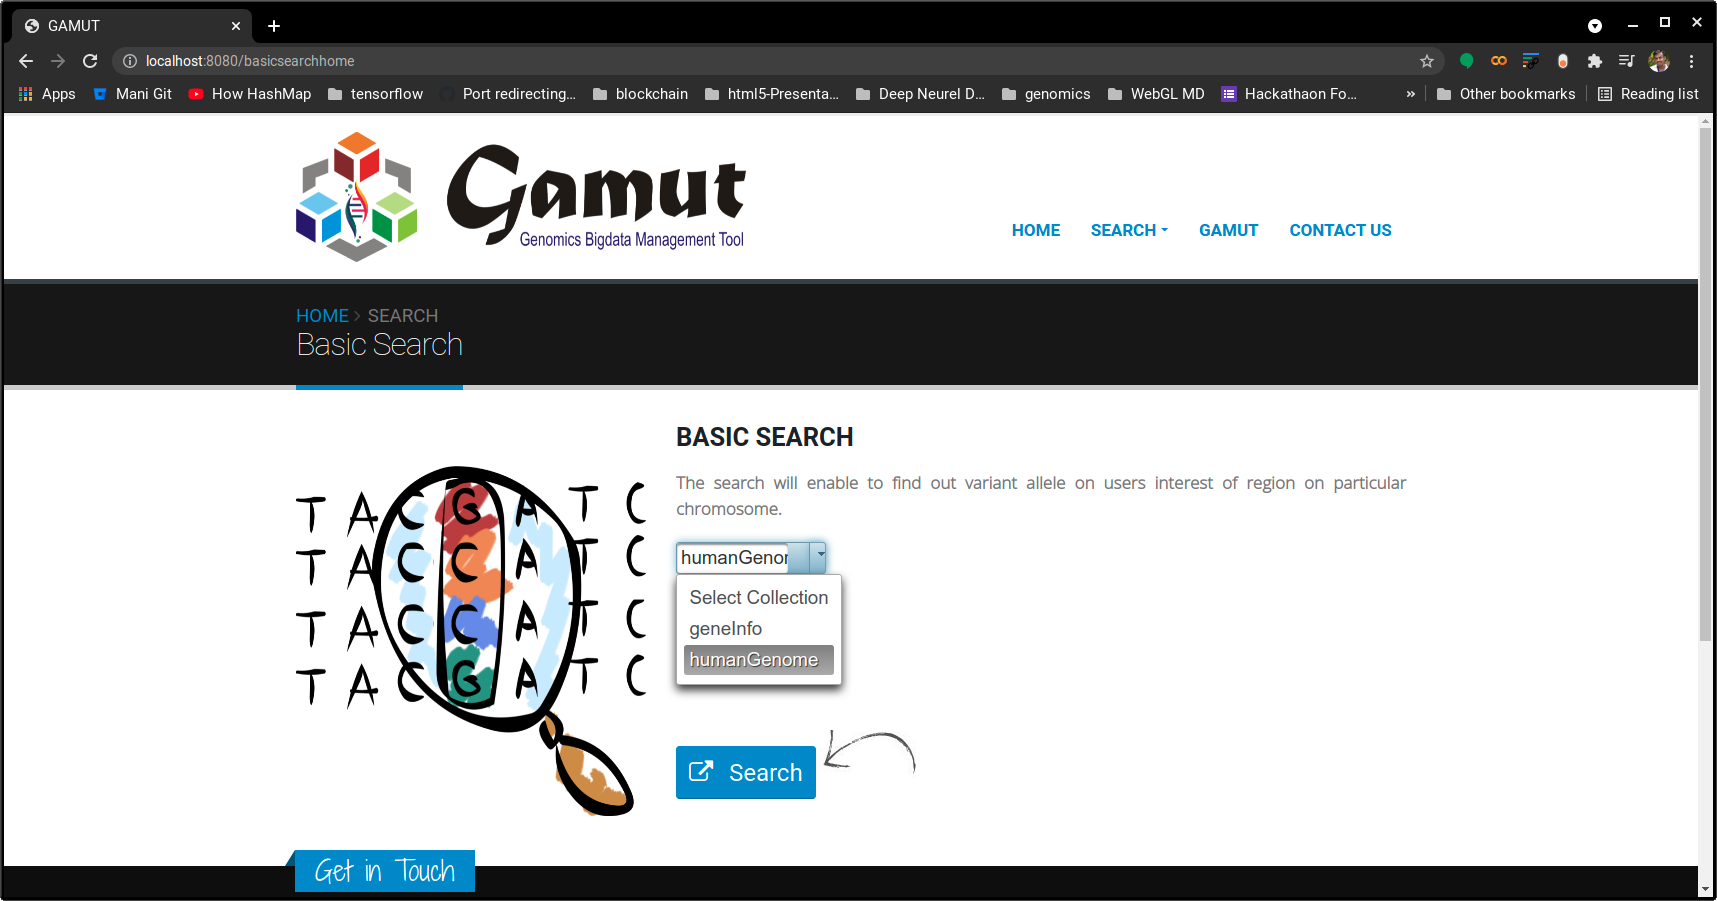 GAMUT
localhost:8080/basicsearchhome
Apps Mani Git How HashMap tensorflow Port redirecting... blockchain html5-Presenta... Deep Neurel D... genomics WebGL MD Hackathaon Fo... » Other bookmarks Reading list
Gamut
Genomics Bigdata Management Tool
HOME SEARCH GAMUT CONTACT US
HOME > SEARCH
Basic Search
BASIC SEARCH
The search will enable to find out variant allele on users interest of region on particular
chromosome.
T A C G A T C
T A C C A T C
T A C C A T C
T A C G A T C
humanGenor
Select Collection
geneInfo
humanGenome
Search
Get in Touch